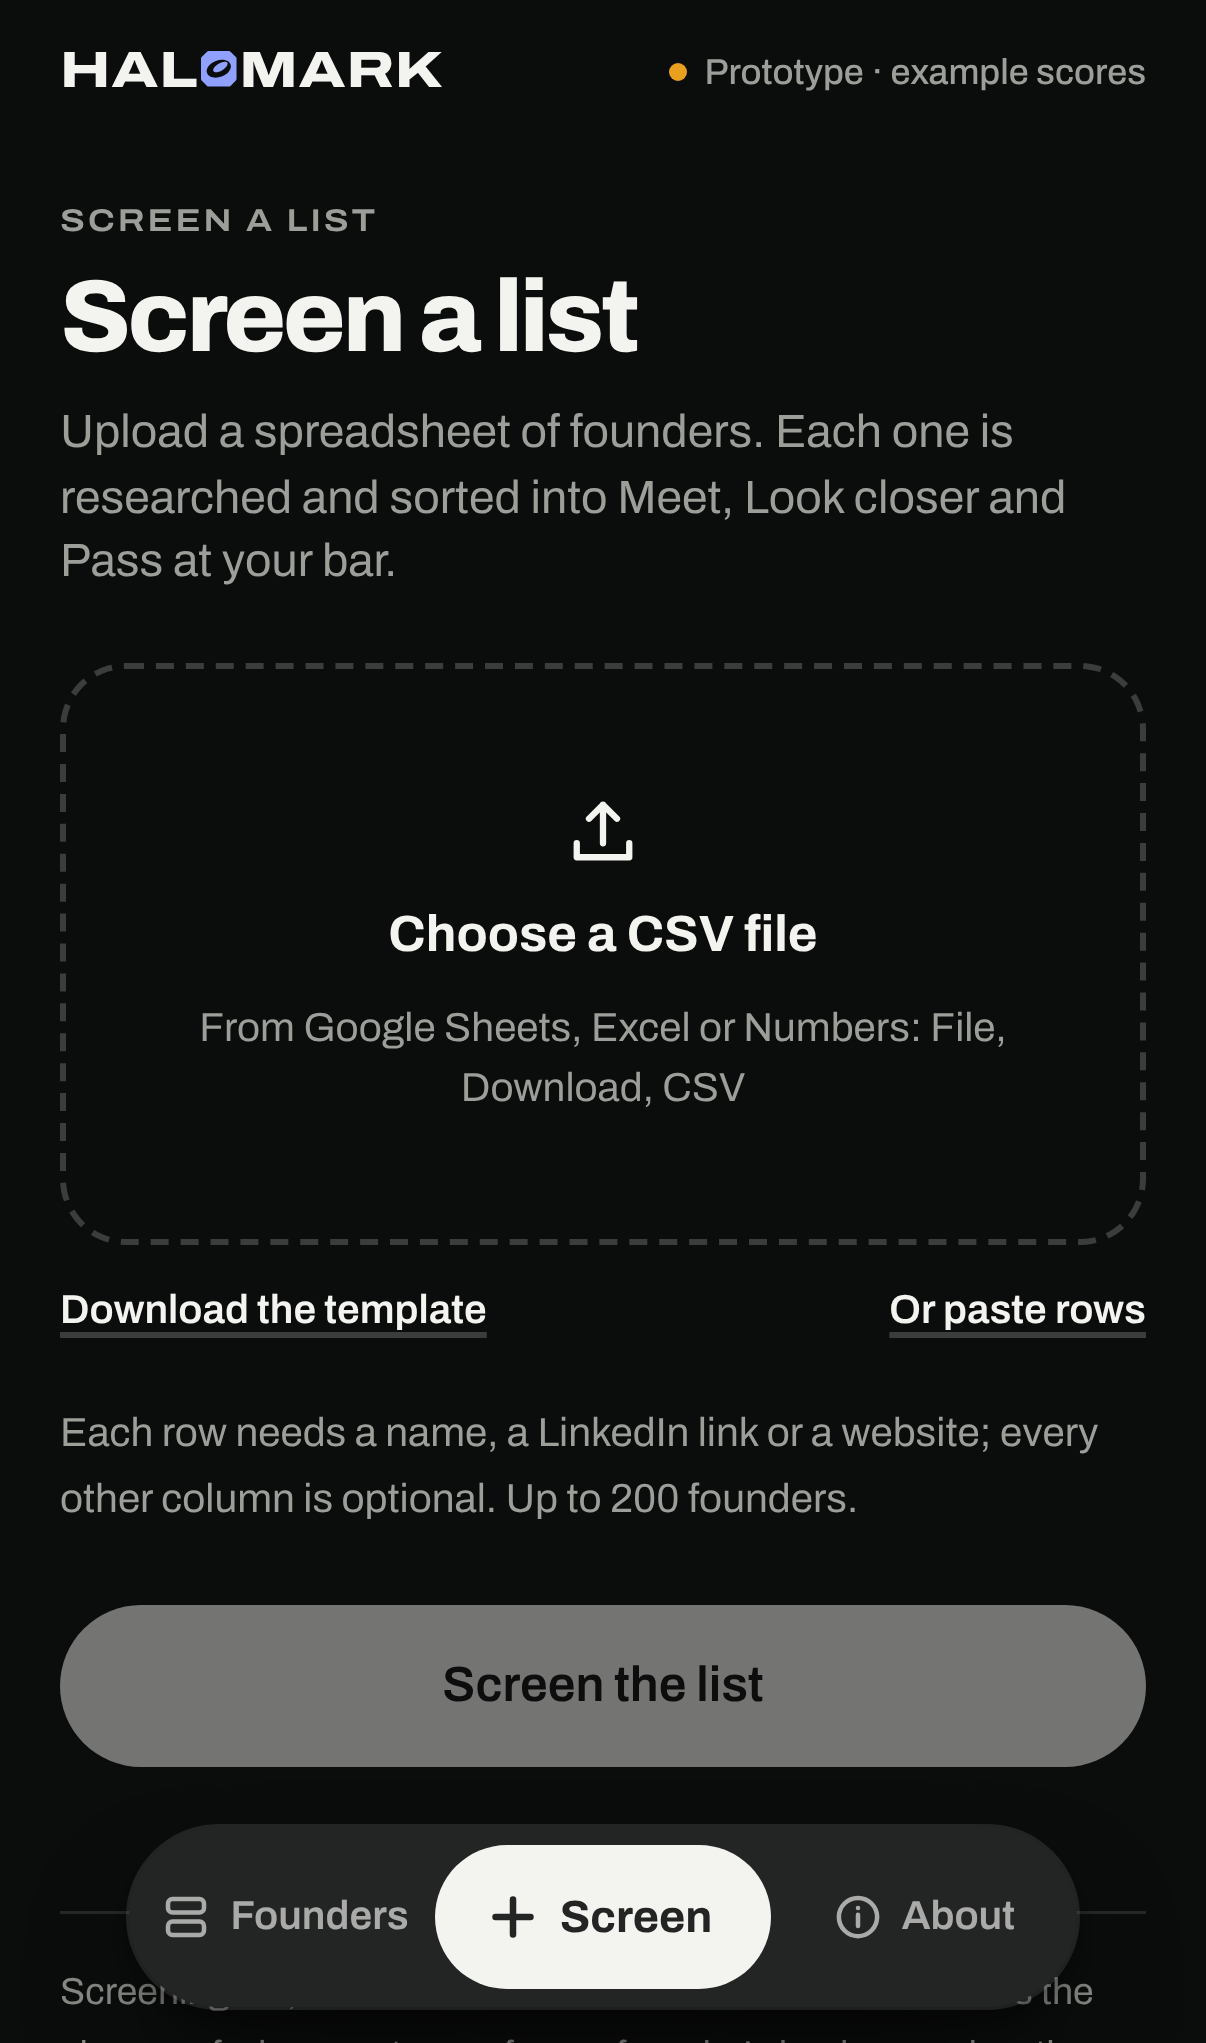 HALOMARK
Prototype · example scores
SCREEN A LIST
Screen a list
Upload a spreadsheet of founders. Each one is
researched and sorted into Meet, Look closer and
Pass at your bar.
Choose a CSV file
From Google Sheets, Excel or Numbers: File,
Download, CSV
Download the template
Or paste rows
Each row needs a name, a LinkedIn link or a website; every
other column is optional. Up to 200 founders.
Screen the list
Founders
Screen
About
the